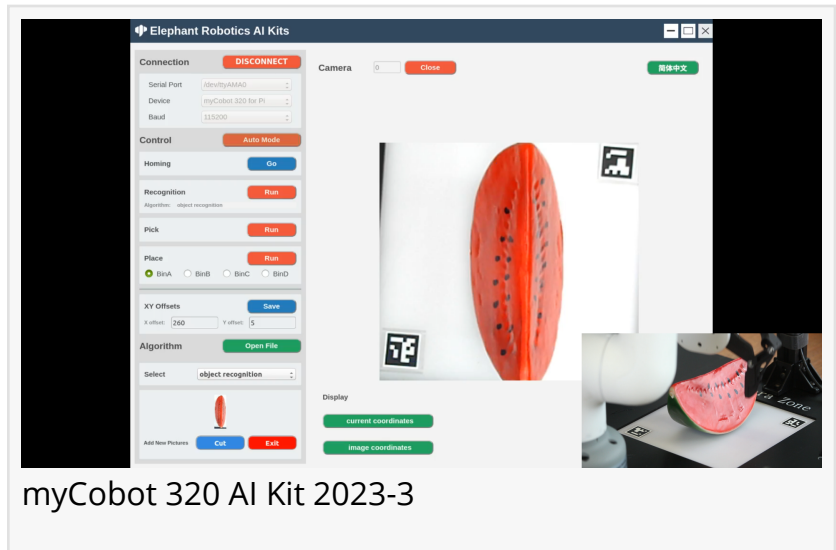 Elephant Robotics AI Kits
Connection
DISCONNECT
Serial Port
/dev/ttyAMA0
Device
myCobot 320 for Pi
Baud
115200
Control
Auto Mode
Homing
Go
Recognition
Run
Algorithm: object recognition
Pick
Run
Place
Run
BinA BinB BinC BinD
XY Offsets
Save
X offset: 260 Y offset: 5
Algorithm
Open File
Select
object recognition
Add New Pictures
Cut
Exit
Camera
0
Close
简体中文
Display
current coordinates
image coordinates
Zone
myCobot 320 AI Kit 2023-3